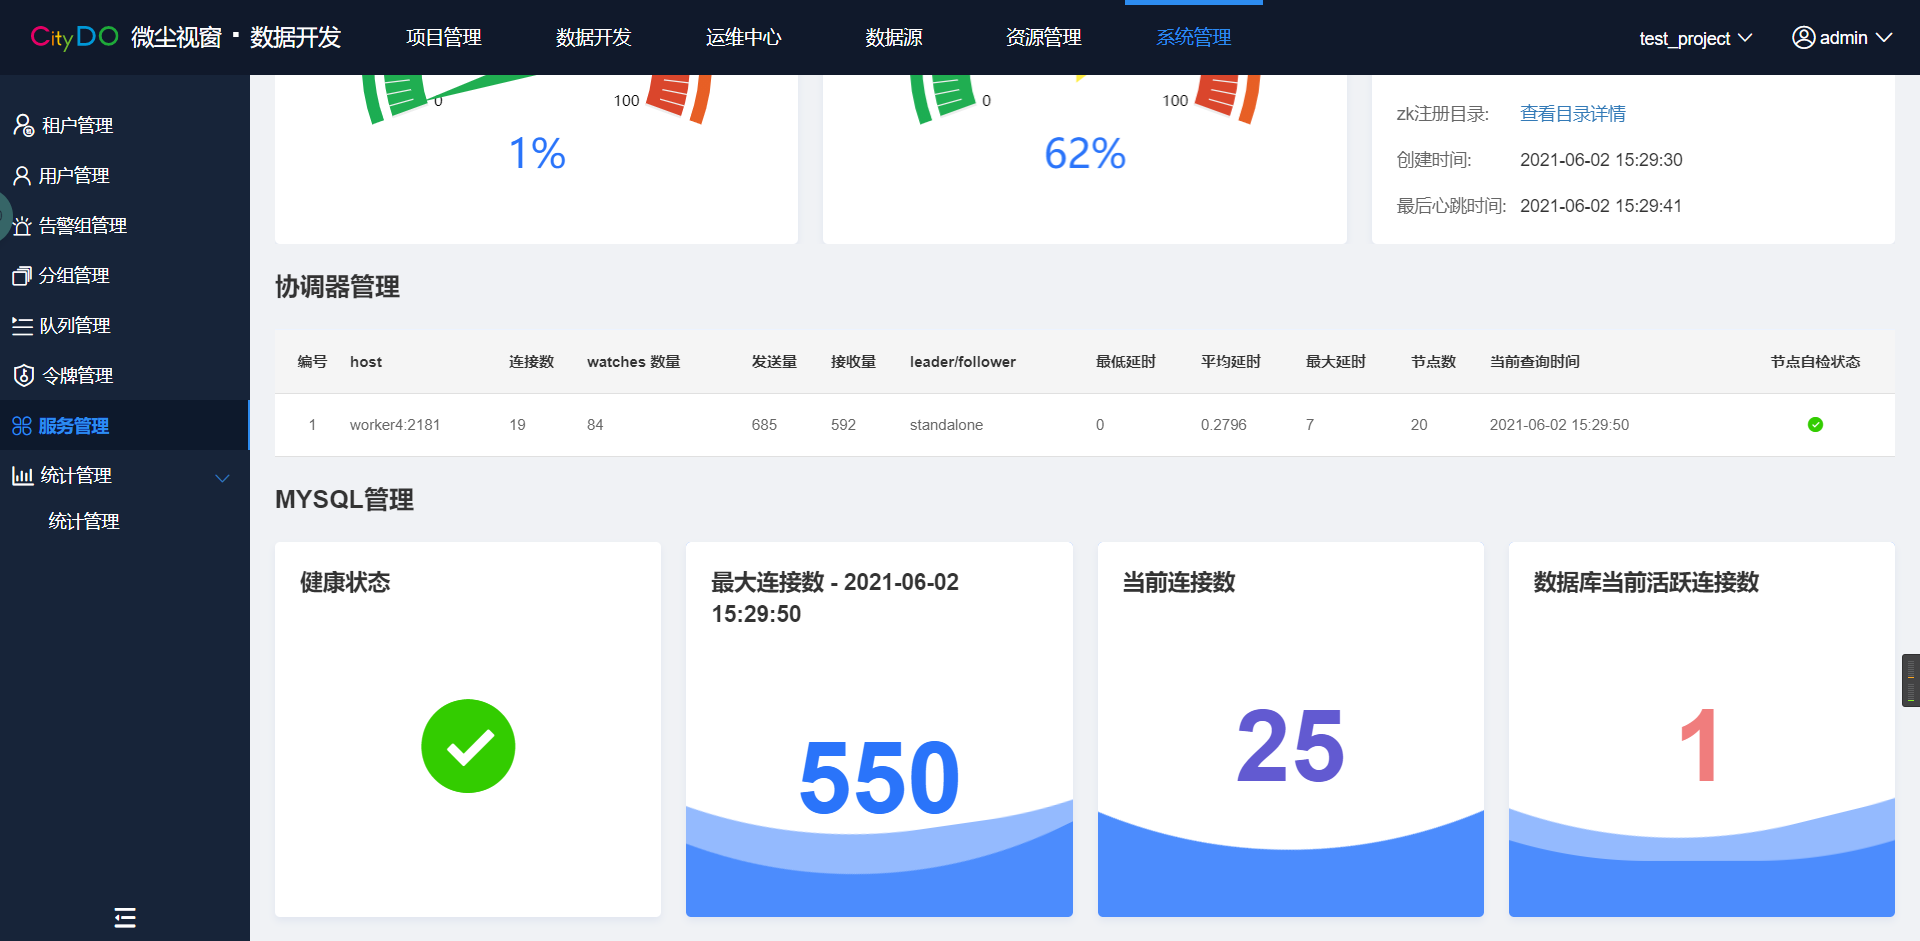 CityDO 微尘视窗 · 数据开发 项目管理 数据开发 运维中心 数据源 资源管理 系统管理 test_project admin
租户管理
用户管理
告警组管理
分组管理
队列管理
令牌管理
服务管理
统计管理
统计管理
0 100
1%
0 100
62%
zk注册目录: 查看目录详情
创建时间: 2021-06-02 15:29:30
最后心跳时间: 2021-06-02 15:29:41
协调器管理
编号 host 连接数 watches 数量 发送量 接收量 leader/follower 最低延时 平均延时 最大延时 节点数 当前查询时间 节点自检状态
1 worker4:2181 19 84 685 592 standalone 0 0.2796 7 20 2021-06-02 15:29:50
MYSQL管理
健康状态
最大连接数 - 2021-06-02
15:29:50
550
当前连接数
25
数据库当前活跃连接数
1